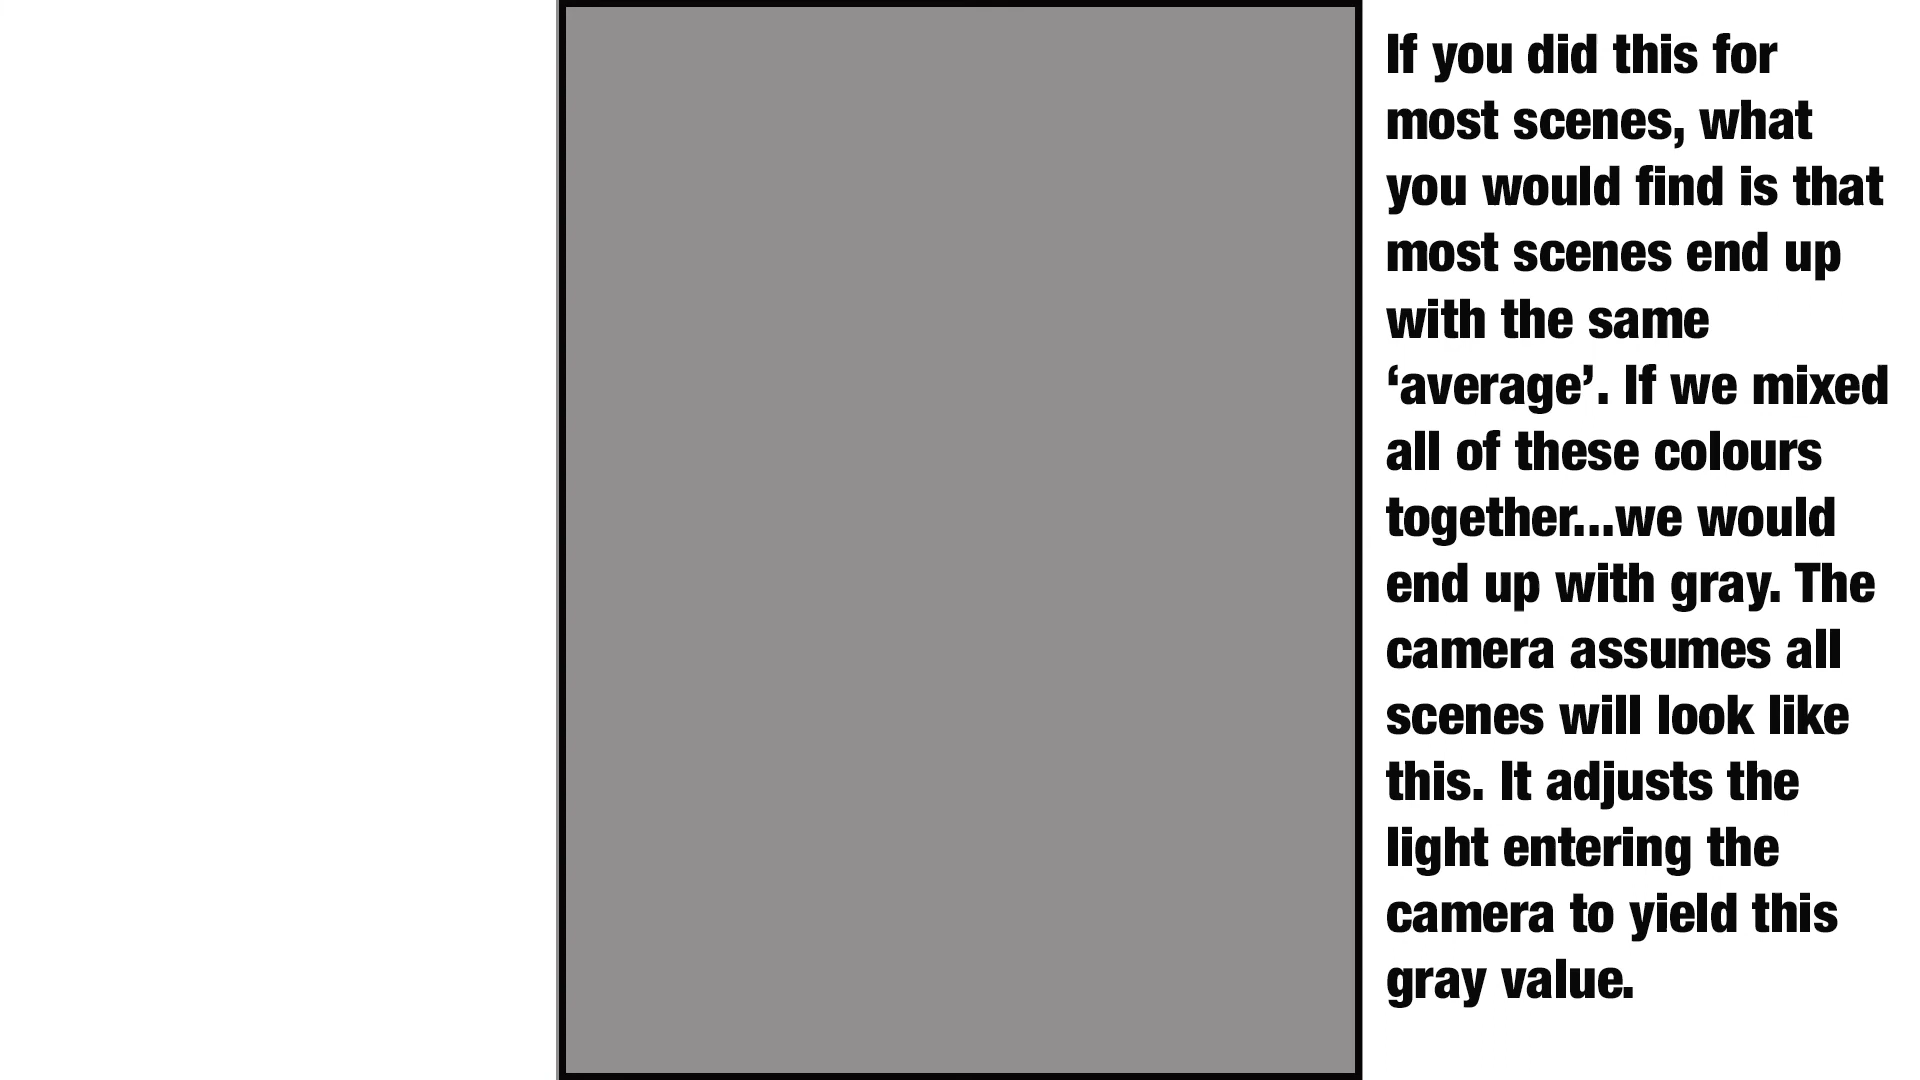 If you did this for
most scenes, what
you would find is that
most scenes end up
with the same
‘average’. If we mixed
all of these colours
together...we would
end up with gray. The
camera assumes all
scenes will look like
this. It adjusts the
light entering the
camera to yield this
gray value.